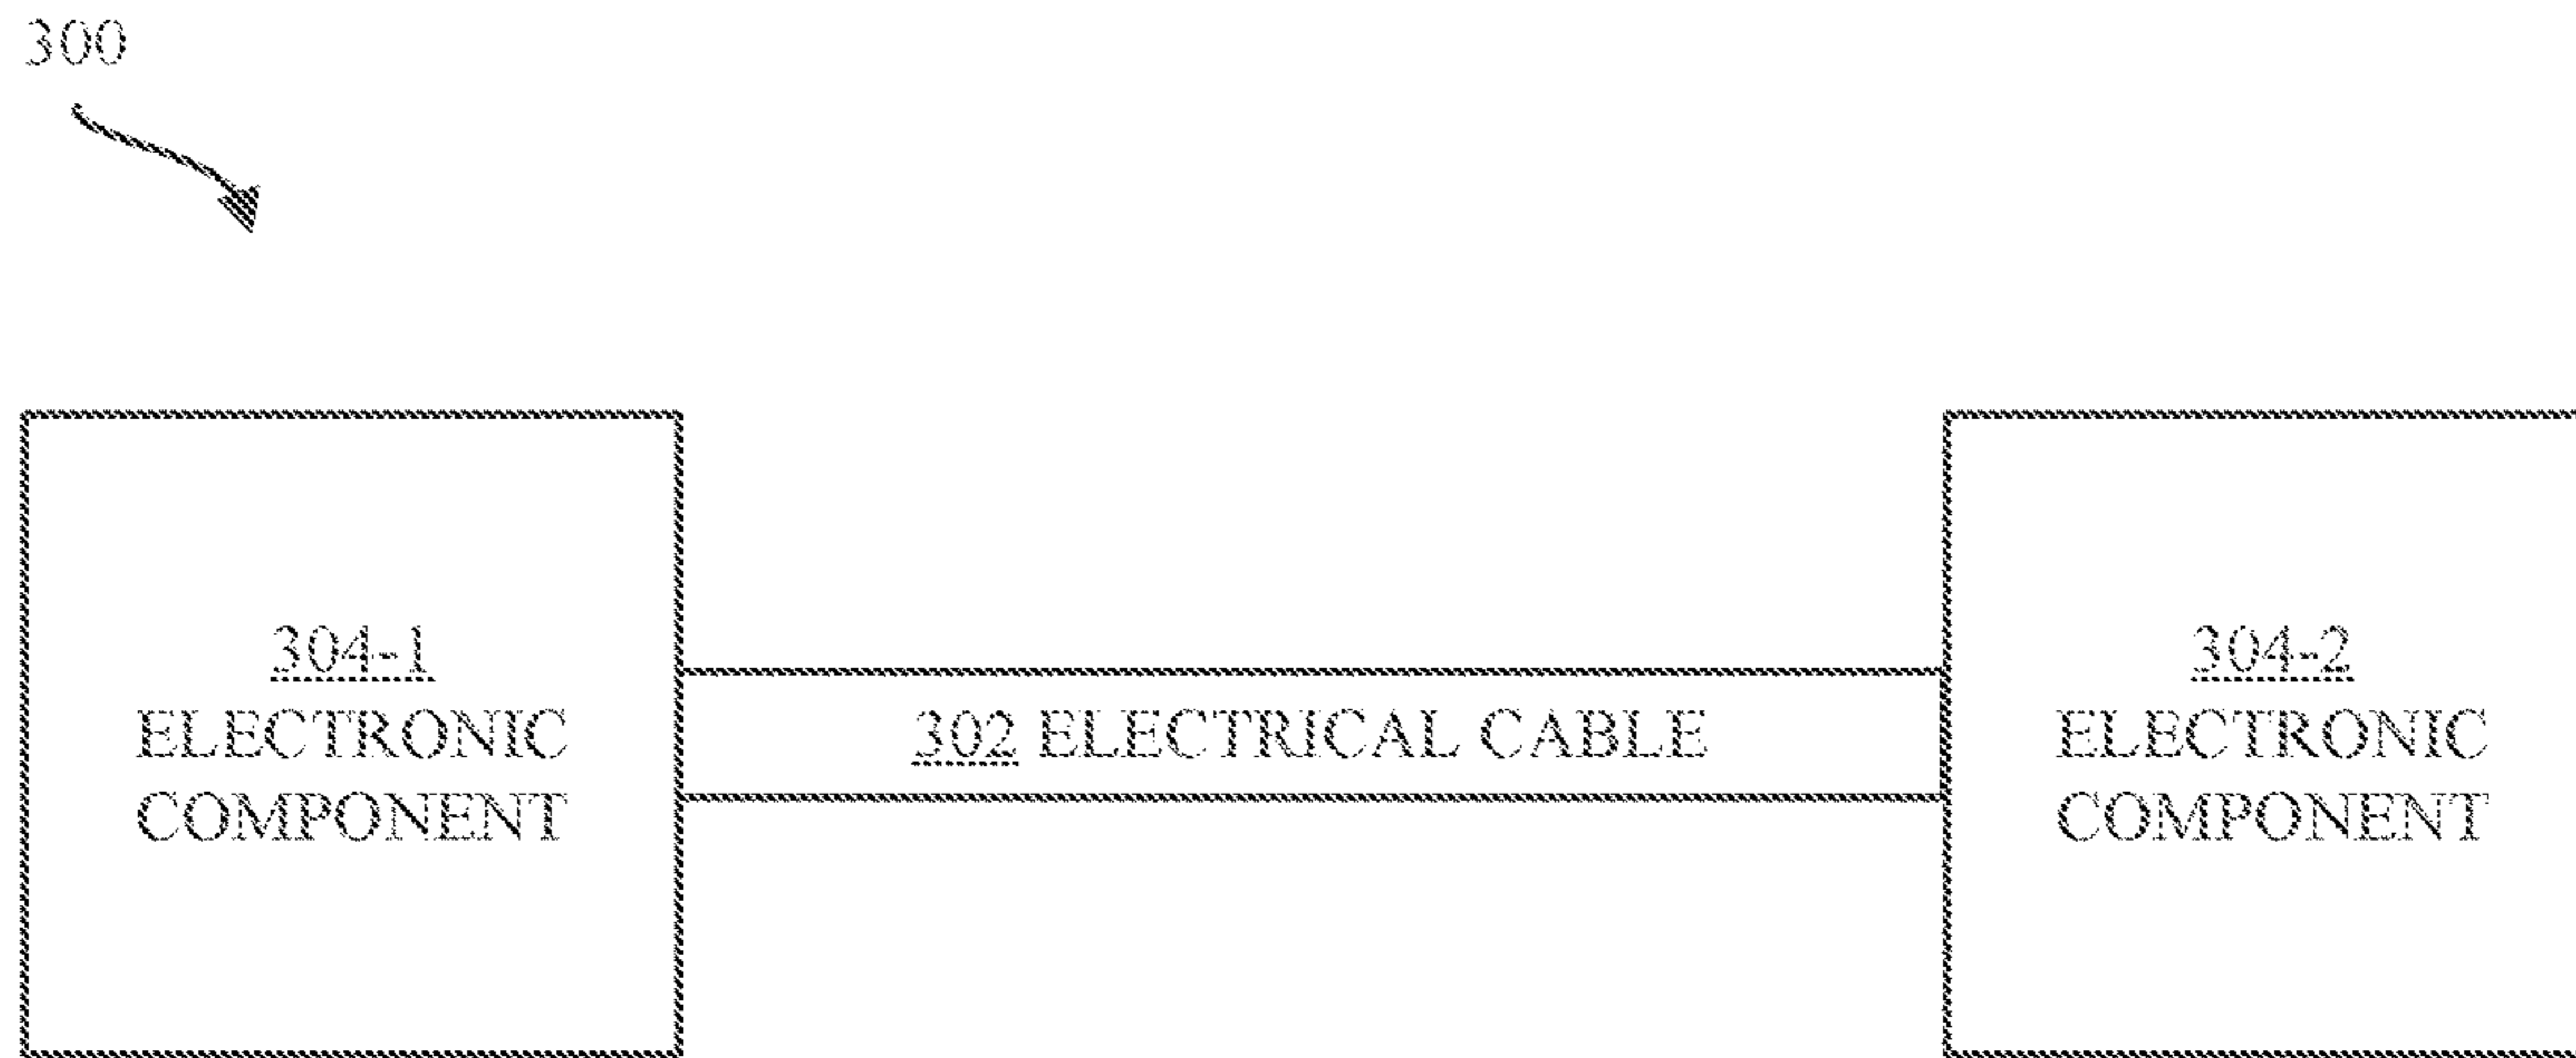 300
304-1
ELECTRONIC
COMPONENT
302 ELECTRICAL CABLE
304-2
ELECTRONIC
COMPONENT